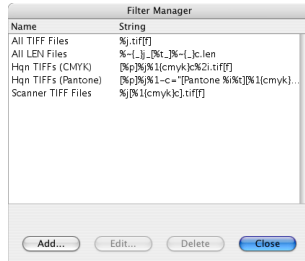 Filter Manager
Name String
All TIFF Files %j.tif[f]
All LEN Files %~{_}j_[%t_]%~{_}c.len
Hqn TIFFs (CMYK) [%p]%j%1{cmyk}c%2i.tif[f]
Hqn TIFFs (Pantone) [%p]%j%1~c="[Pantone %i%t][%1{cmyk}...
Scanner TIFF Files %j[%1{cmyk}c].tif[f]
Add... Edit... Delete Close